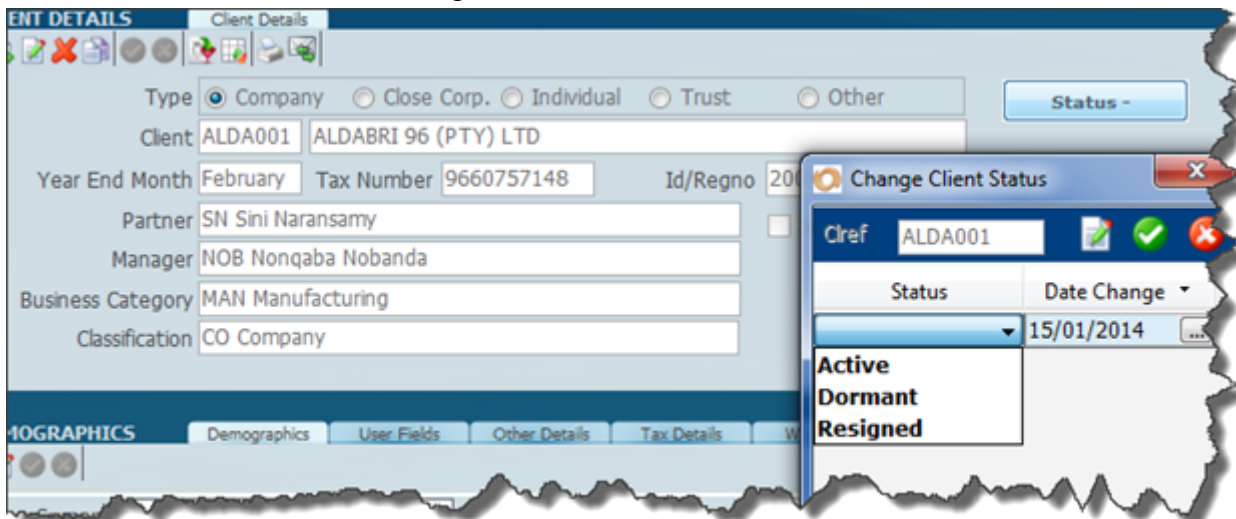 ENT DETAILS Client Details
Type Company Close Corp. Individual Trust Other Status -
Client ALDA001 ALDABRI 96 (PTY) LTD
Year End Month February Tax Number 9660757148 Id/Regno 200
Partner SN Sini Naransamy
Manager NOB Nonqaba Nobanda
Business Category MAN Manufacturing
Classification CO Company
Change Client Status
Clref ALDA001
Status Date Change
15/01/2014 ...
Active
Dormant
Resigned
MOGRAPHICS Demographics User Fields Other Details Tax Details W